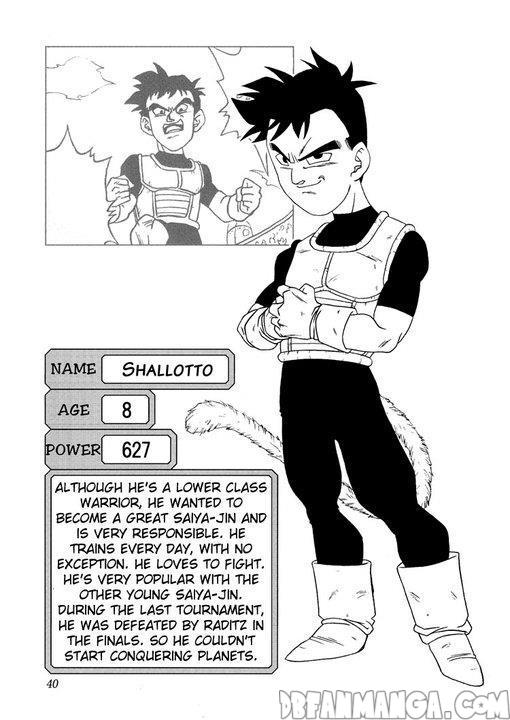 NAME SHALLOTTO
AGE 8
POWER 627
ALTHOUGH HE'S A LOWER CLASS
WARRIOR, HE WANTED TO
BECOME A GREAT SAIYA-JIN AND
IS VERY RESPONSIBLE. HE
TRAINS EVERY DAY, WITH NO
EXCEPTION. HE LOVES TO FIGHT.
HE'S VERY POPULAR WITH THE
OTHER YOUNG SAIYA-JIN.
DURING THE LAST TOURNAMENT,
HE WAS DEFEATED BY RADITZ IN
THE FINALS. SO HE COULDN'T
START CONQUERING PLANETS.
40
DBFANMANGA.COM